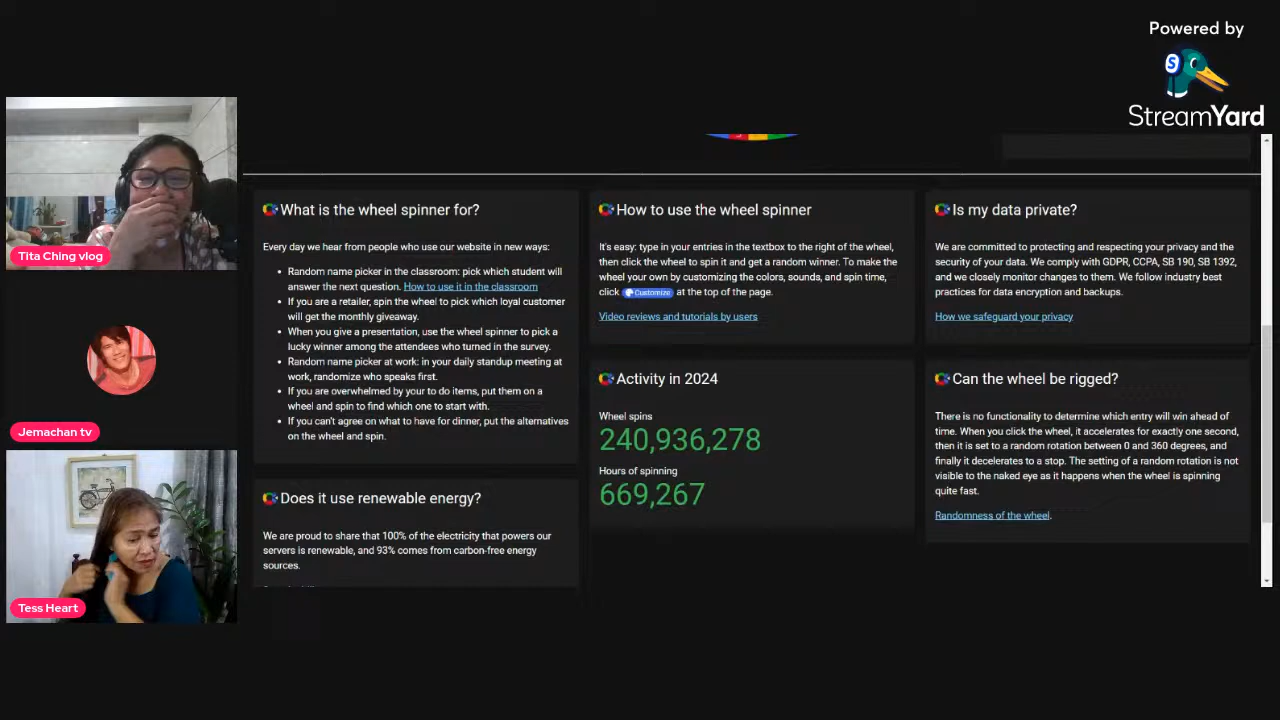 Powered by
StreamYard
Tita Ching vlog
Jemachan tv
Tess Heart
What is the wheel spinner for?
Every day we hear from people who use our website in new ways:
Random name picker in the classroom: pick which student will
answer the next question. How to use it in the classroom
If you are a retailer, spin the wheel to pick which loyal customer
will get the monthly giveaway.
When you give a presentation, use the wheel spinner to pick a
lucky winner among the attendees who turned in the survey.
Random name picker at work: in your daily standup meeting at
work, randomize who speaks first.
If you are overwhelmed by your to do items, put them on a
wheel and spin to find which one to start with.
If you can't agree on what to have for dinner, put the alternatives
on the wheel and spin.
Does it use renewable energy?
We are proud to share that 100% of the electricity that powers our
servers is renewable, and 93% comes from carbon-free energy
sources.
How to use the wheel spinner
It's easy: type in your entries in the textbox to the right of the wheel,
then click the wheel to spin it and get a random winner. To make the
wheel your own by customizing the colors, sounds, and spin time,
click Customize at the top of the page.
Video reviews and tutorials by users
Activity in 2024
Wheel spins
240,936,278
Hours of spinning
669,267
Is my data private?
We are committed to protecting and respecting your privacy and the
security of your data. We comply with GDPR, CCPA, SB 190, SB 1392,
and we closely monitor changes to them. We follow industry best
practices for data encryption and backups.
How we safeguard your privacy
Can the wheel be rigged?
There is no functionality to determine which entry will win ahead of
time. When you click the wheel, it accelerates for exactly one second,
then it is set to a random rotation between 0 and 360 degrees, and
finally it decelerates to a stop. The setting of a random rotation is not
visible to the naked eye as it happens when the wheel is spinning
quite fast.
Randomness of the wheel.